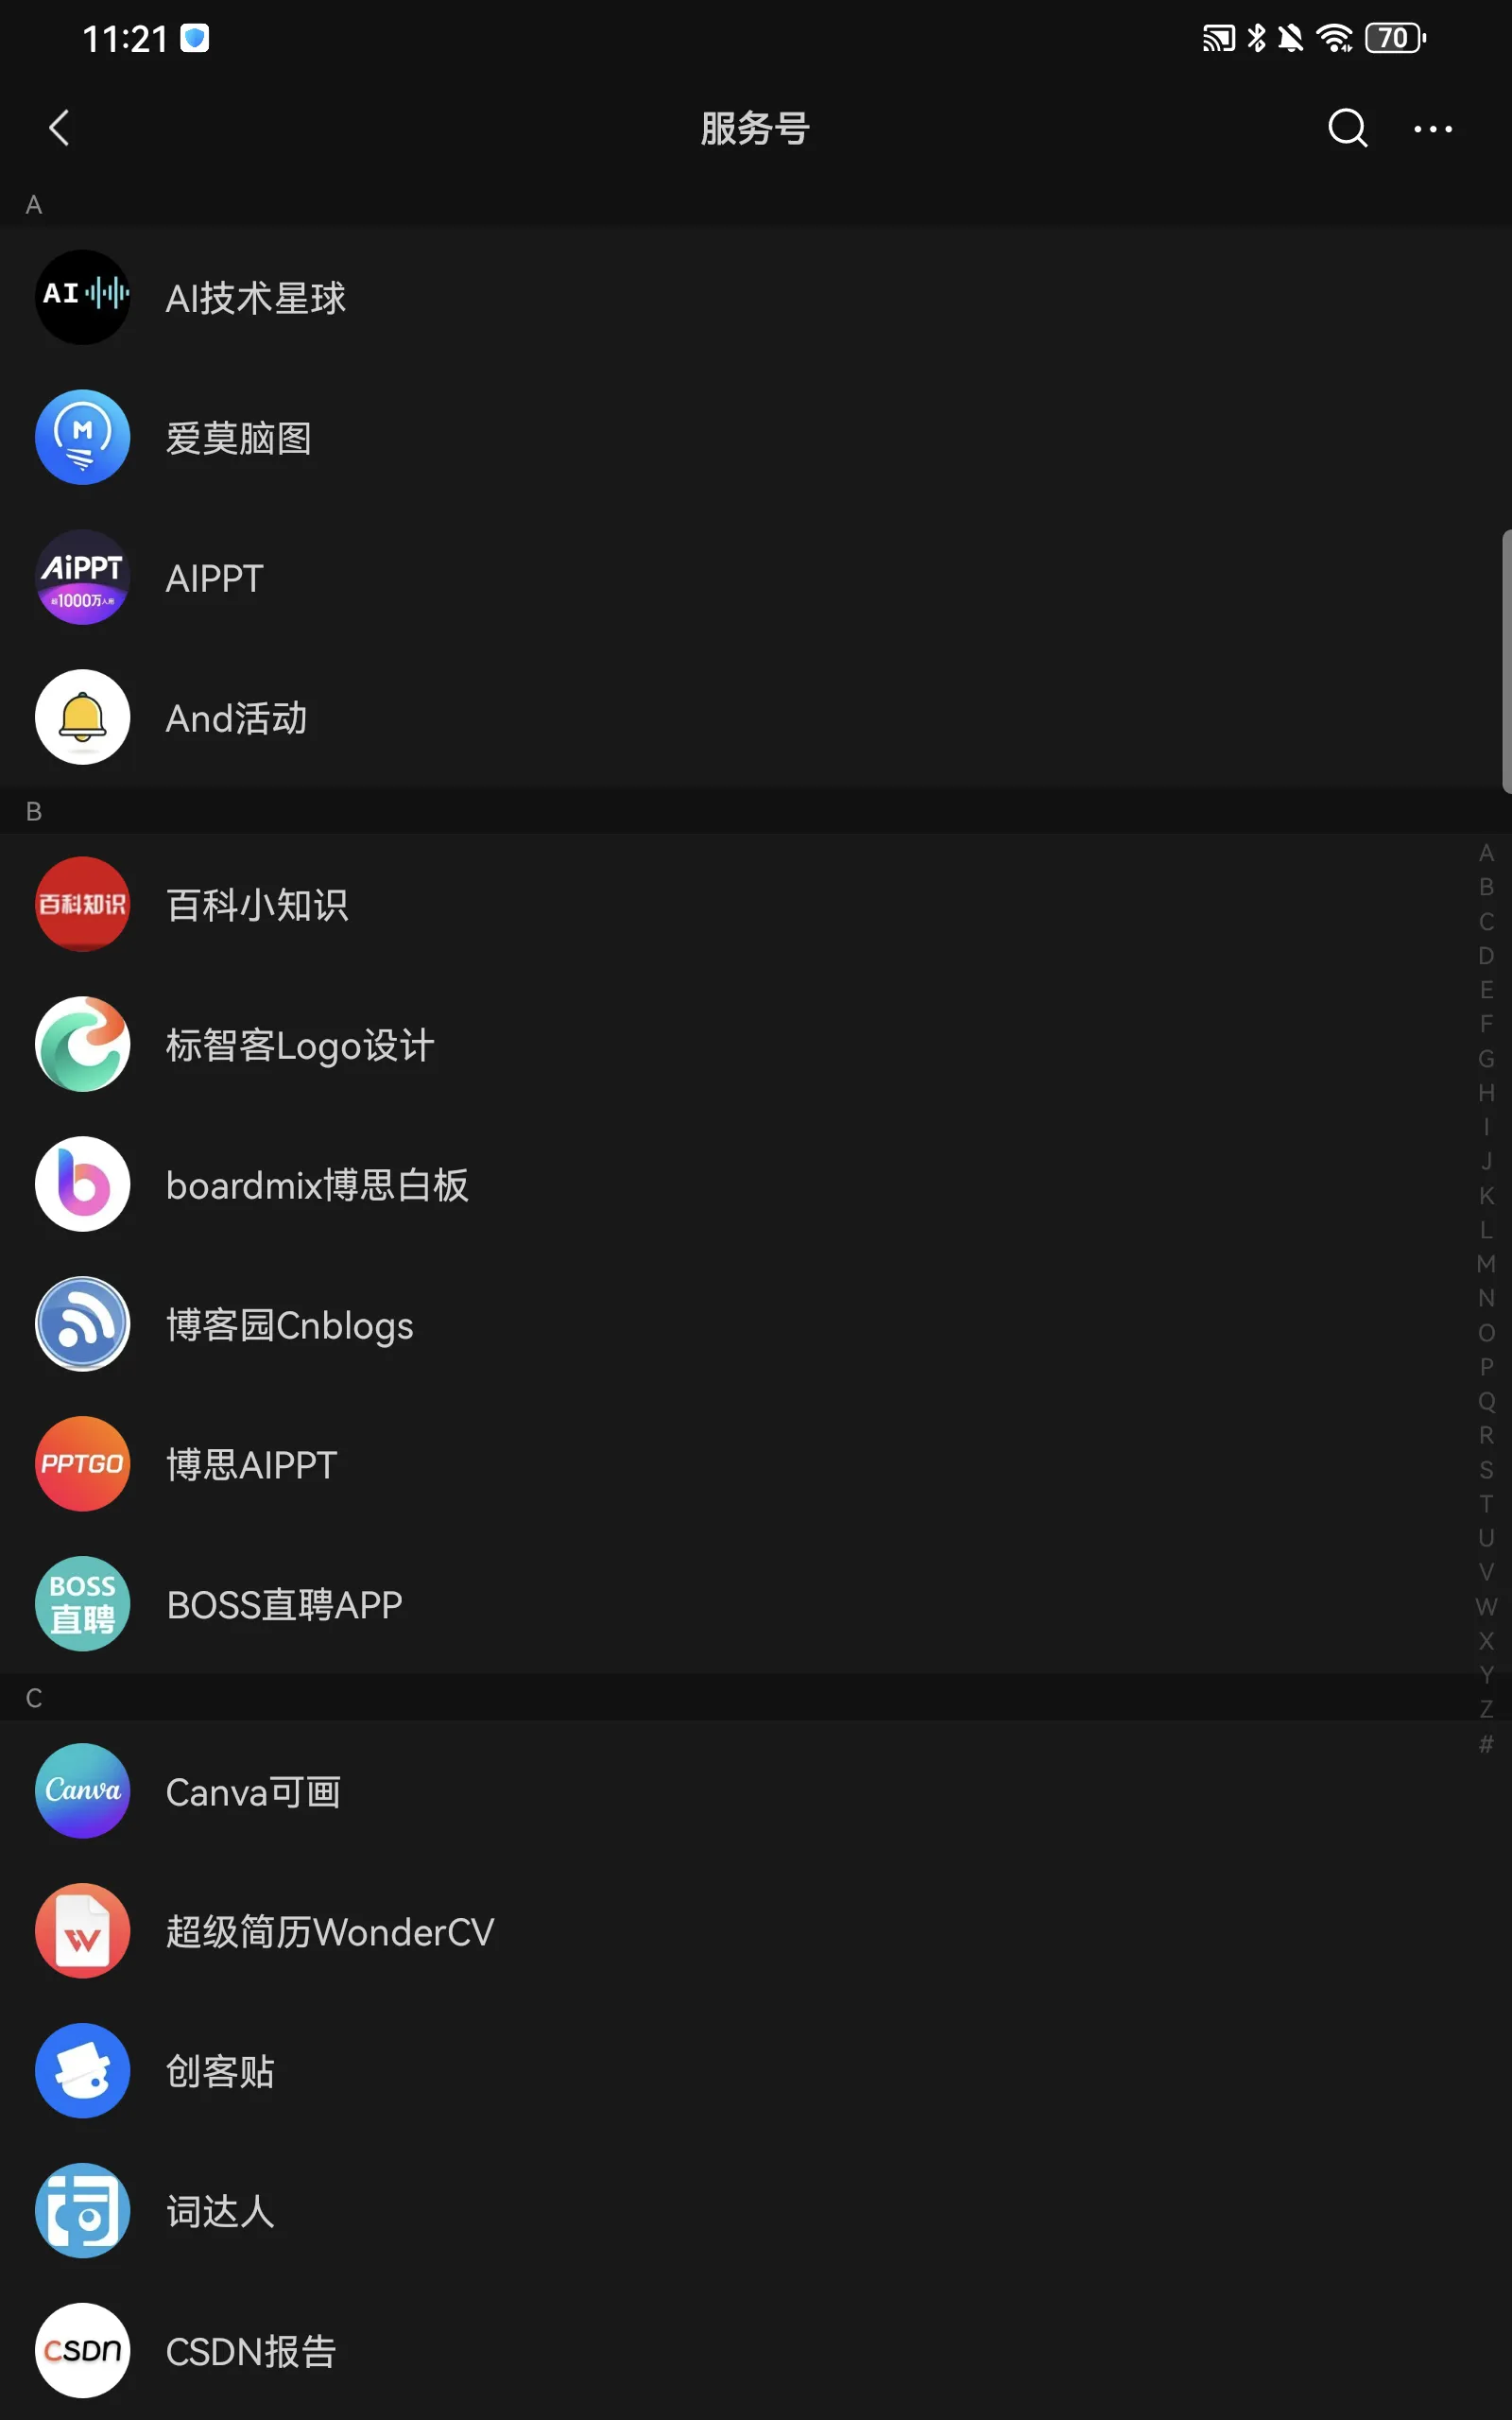 11:21
70
服务号
A
AI
AI技术星球
M
爱莫脑图
AiPPT
超1000万人用
AIPPT
And活动
B
百科知识
百科小知识
标智客Logo设计
boardmix博思白板
博客园Cnblogs
PPTGO
博思AIPPT
BOSS
直聘
BOSS直聘APP
C
Canva
Canva可画
W
超级简历WonderCV
创客贴
词
词达人
CSDN
CSDN报告
A
B
C
D
E
F
G
H
I
J
K
L
M
N
O
P
Q
R
S
T
U
V
W
X
Y
Z
#